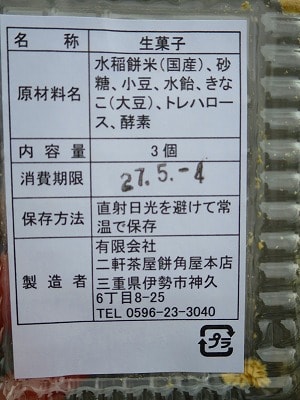 名称 生菓子
原材料名 水稲餅米(国産)、砂
糖、小豆、水飴、きな
こ(大豆)、トレハロー
ス、酵素
内容量 3個
消費期限 27.5.-4
保存方法 直射日光を避けて常
温で保存
製造者 有限会社
二軒茶屋餅角屋本店
三重県伊勢市神久
6丁目8-25
TEL 0596-23-3040
プラ